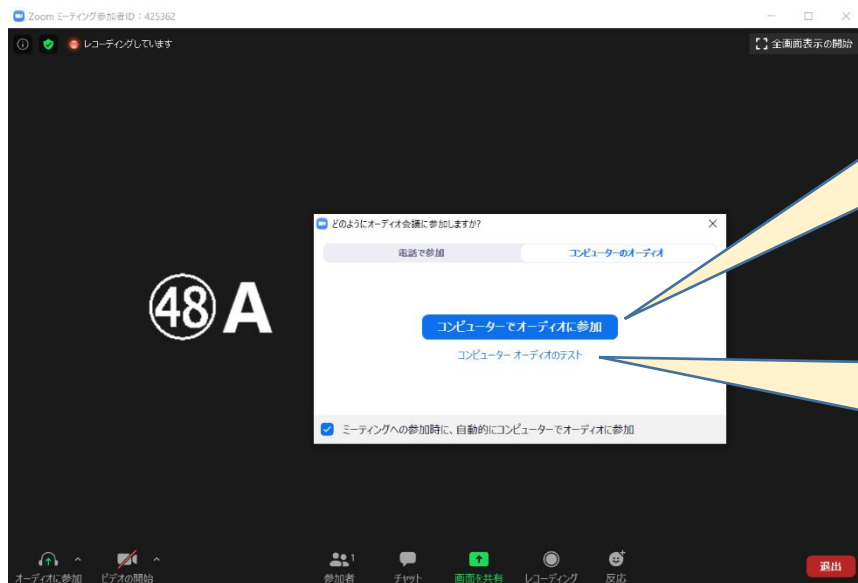 Zoom ミーティング参加者ID：425362
レコーディングしています
全画面表示の開始
どのようにオーディオ会議に参加しますか?
電話で参加
コンピューターのオーディオ
㊽A
コンピューターでオーディオに参加
コンピューター オーディオのテスト
ミーティングへの参加時に、自動的にコンピューターでオーディオに参加
オーディオに参加
ビデオの開始
1
参加者
チャット
画面を共有
レコーディング
反応
退出